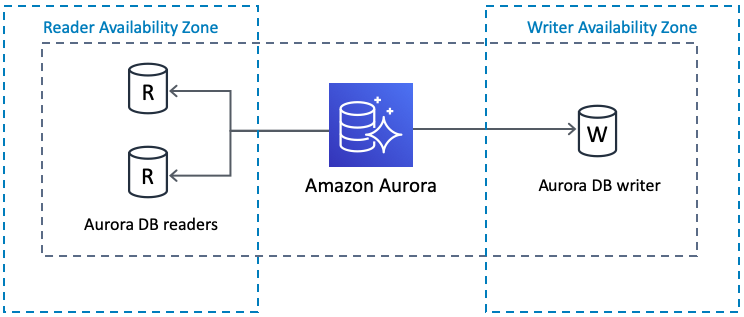 Reader Availability Zone
Writer Availability Zone
R
R
W
Amazon Aurora
Aurora DB writer
Aurora DB readers